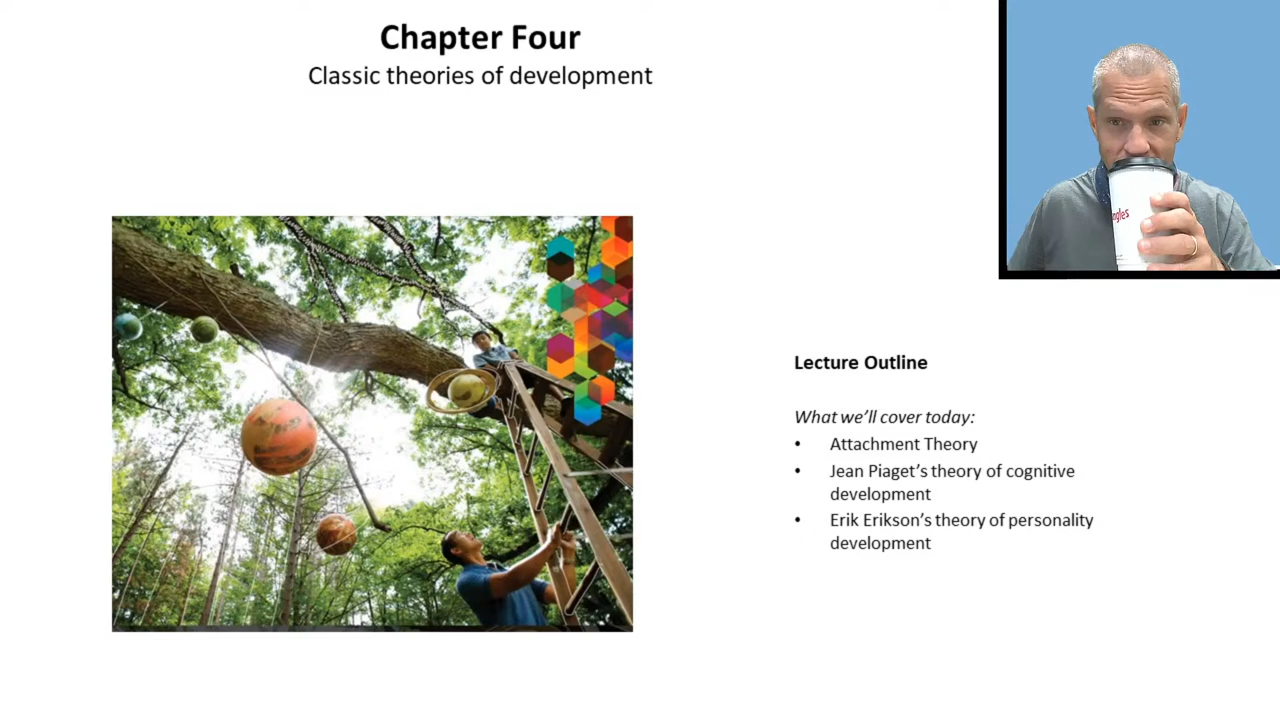 Chapter Four
Classic theories of development
Lecture Outline
What we'll cover today:
• Attachment Theory
• Jean Piaget's theory of cognitive
development
• Erik Erikson's theory of personality
development